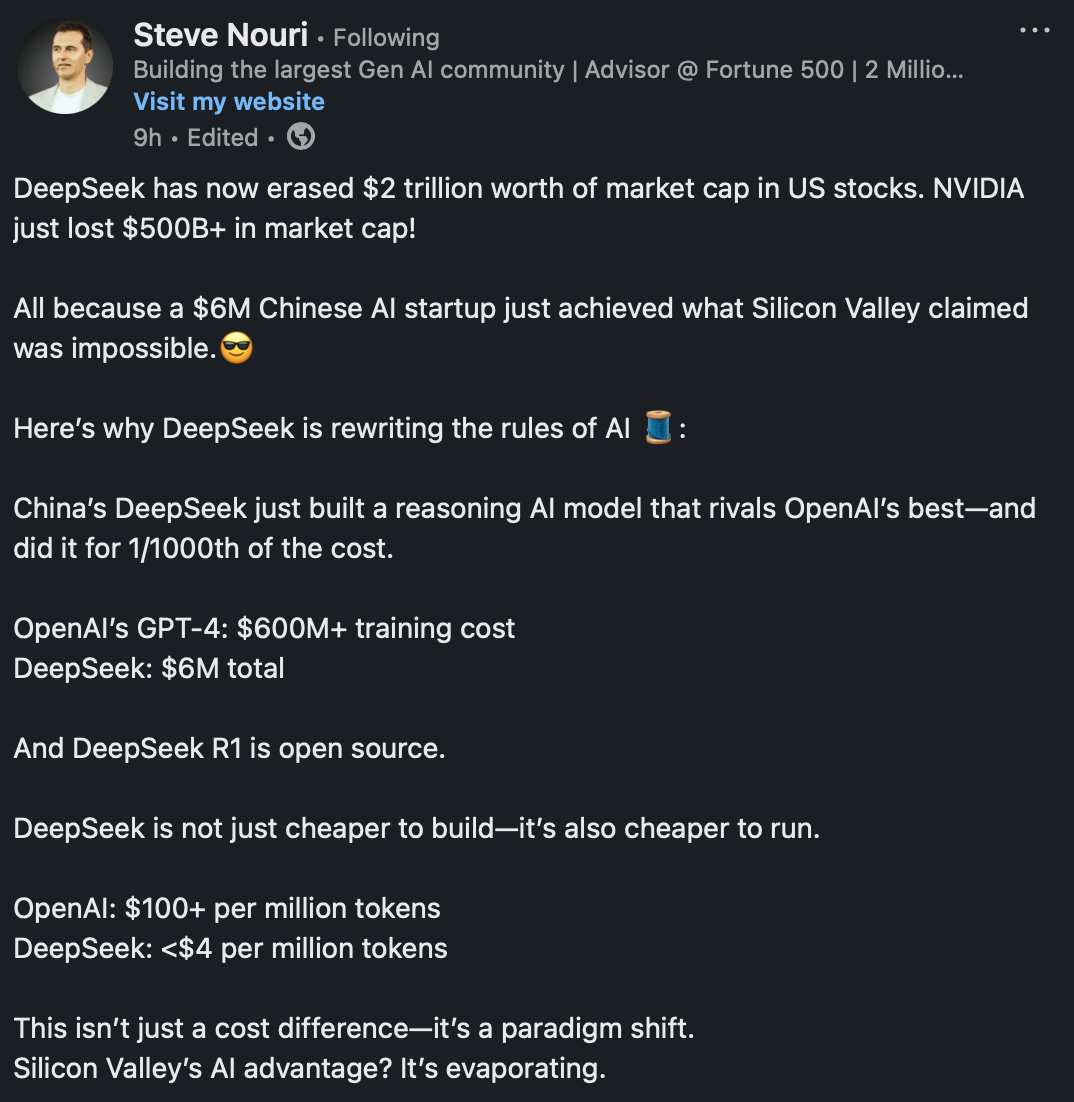 Steve Nouri • Following
Building the largest Gen AI community | Advisor @ Fortune 500 | 2 Millio...
Visit my website
9h • Edited •
DeepSeek has now erased $2 trillion worth of market cap in US stocks. NVIDIA
just lost $500B+ in market cap!
All because a $6M Chinese AI startup just achieved what Silicon Valley claimed
was impossible.😎
Here’s why DeepSeek is rewriting the rules of AI 🧵:
China’s DeepSeek just built a reasoning AI model that rivals OpenAI’s best—and
did it for 1/1000th of the cost.
OpenAI’s GPT-4: $600M+ training cost
DeepSeek: $6M total
And DeepSeek R1 is open source.
DeepSeek is not just cheaper to build—it’s also cheaper to run.
OpenAI: $100+ per million tokens
DeepSeek: <$4 per million tokens
This isn’t just a cost difference—it’s a paradigm shift.
Silicon Valley’s AI advantage? It’s evaporating.